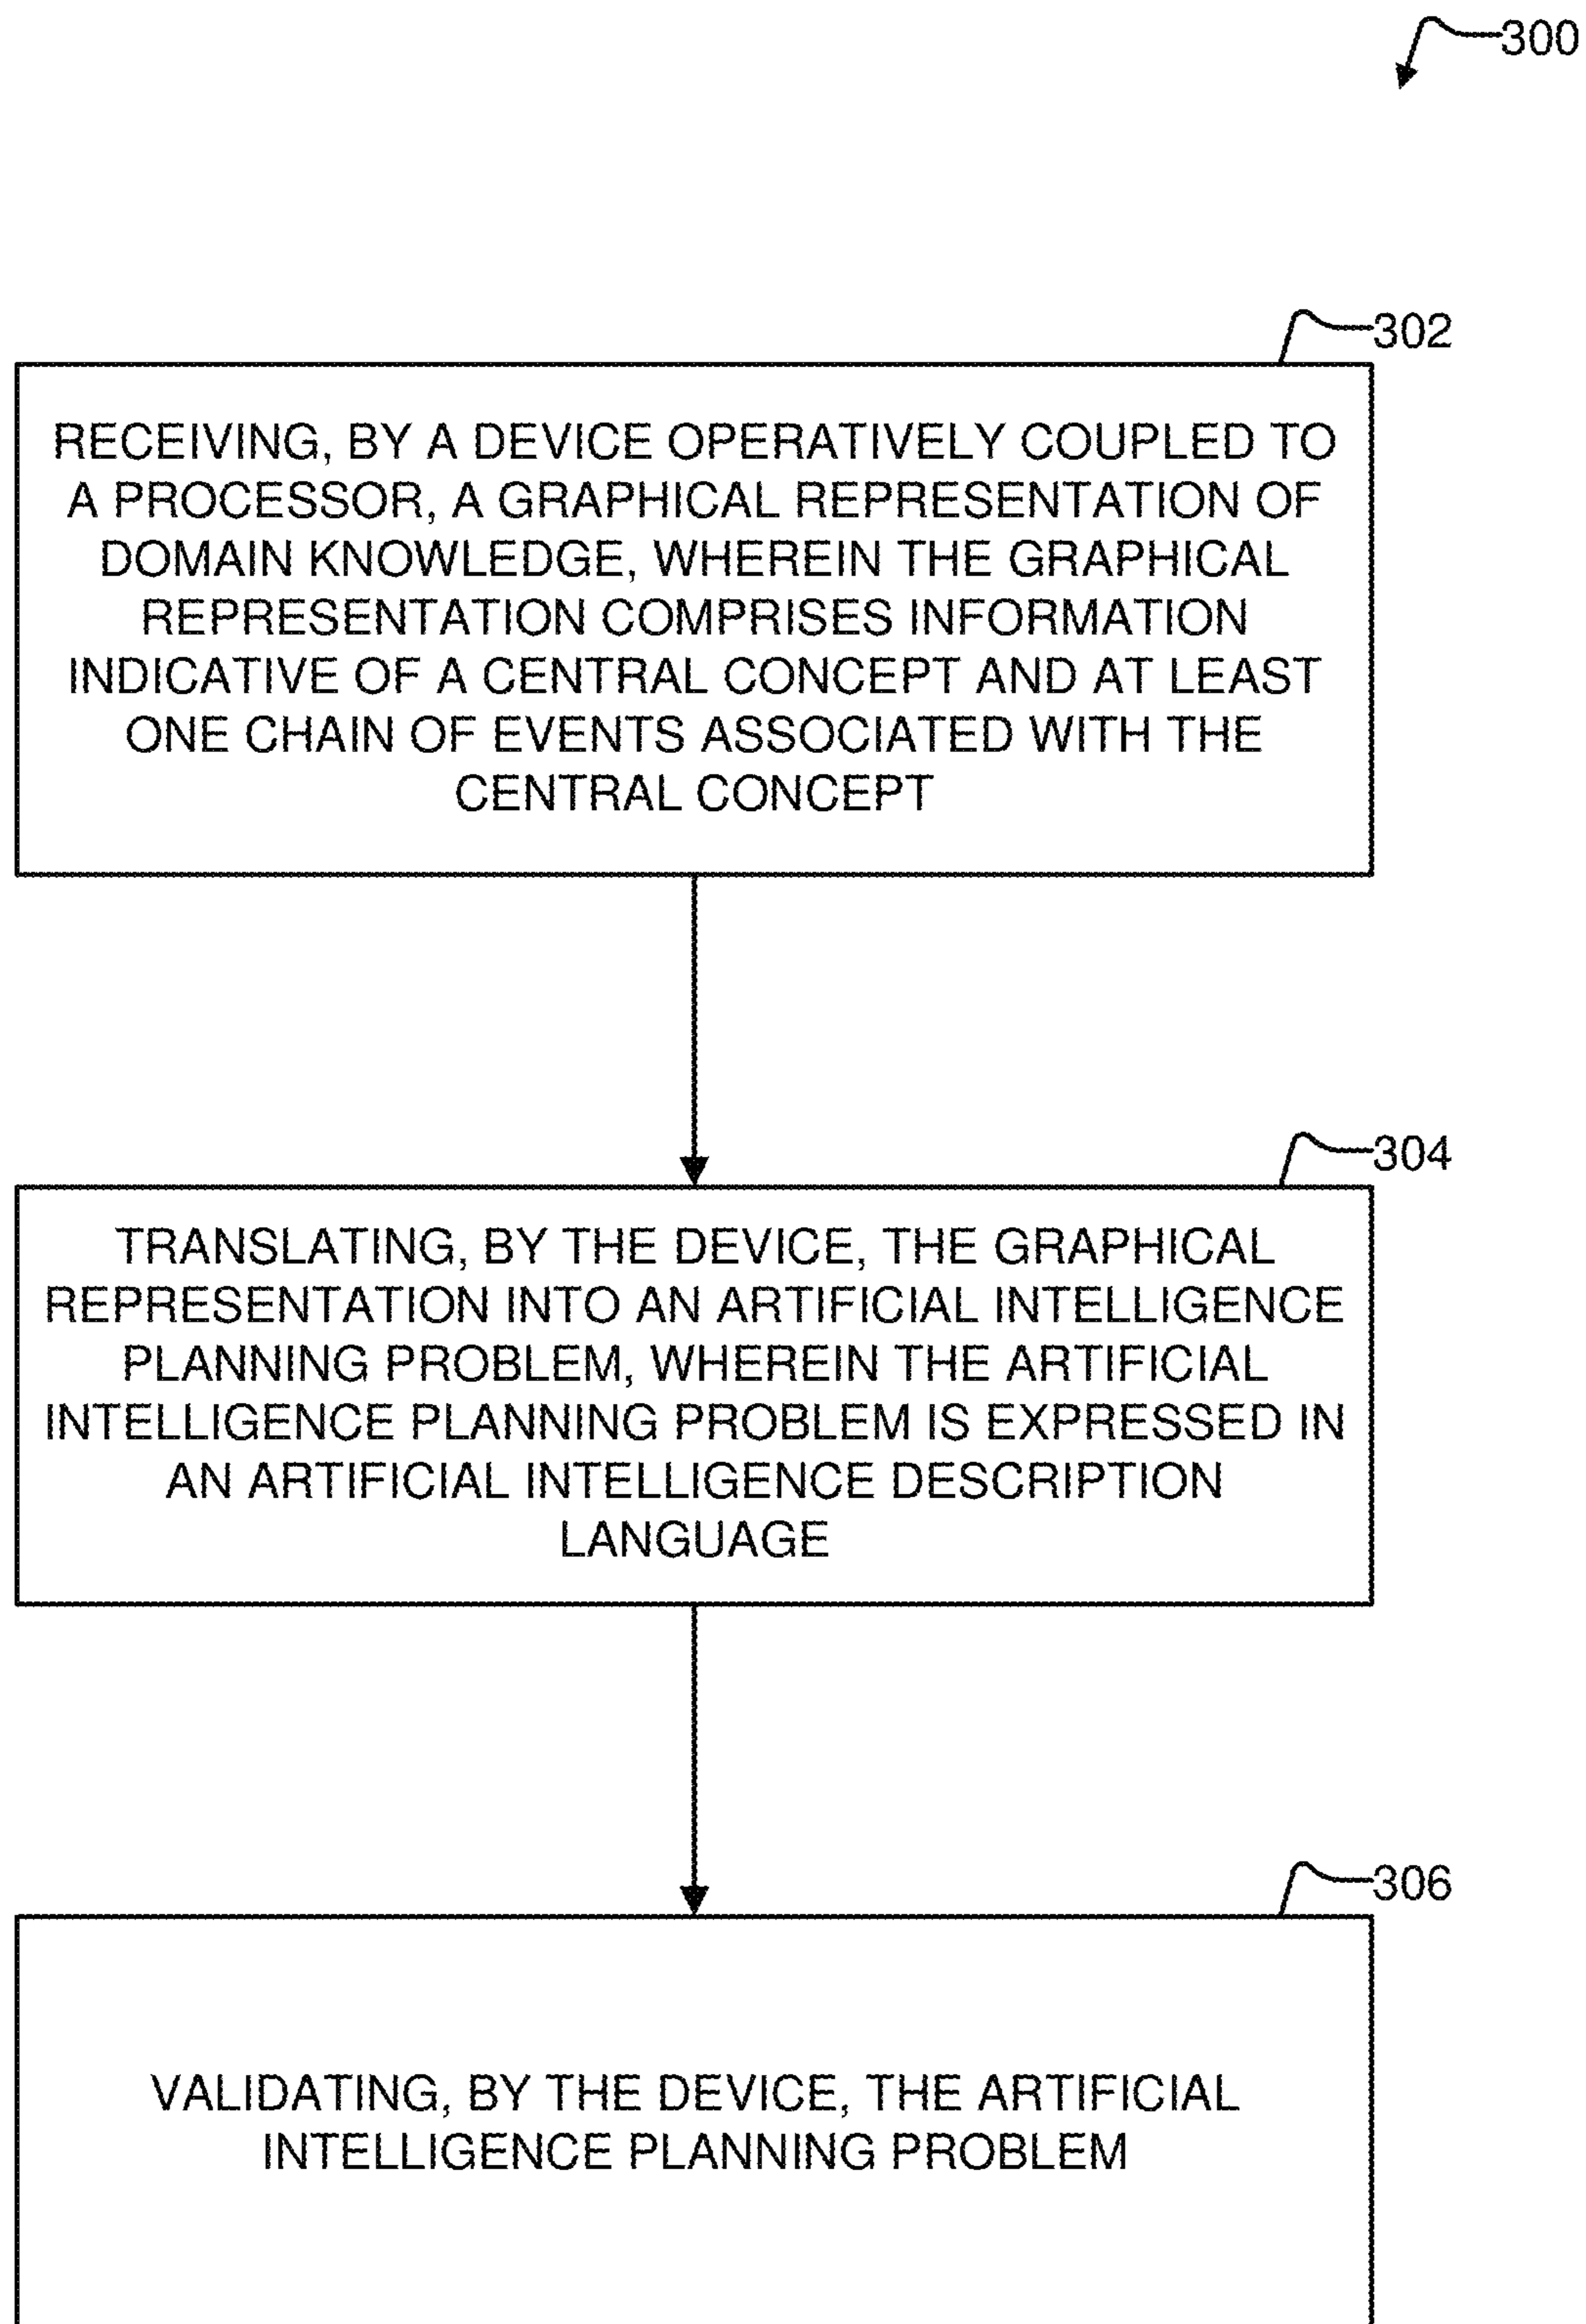 300
302
RECEIVING, BY A DEVICE OPERATIVELY COUPLED TO
A PROCESSOR, A GRAPHICAL REPRESENTATION OF
DOMAIN KNOWLEDGE, WHEREIN THE GRAPHICAL
REPRESENTATION COMPRISES INFORMATION
INDICATIVE OF A CENTRAL CONCEPT AND AT LEAST
ONE CHAIN OF EVENTS ASSOCIATED WITH THE
CENTRAL CONCEPT
304
TRANSLATING, BY THE DEVICE, THE GRAPHICAL
REPRESENTATION INTO AN ARTIFICIAL INTELLIGENCE
PLANNING PROBLEM, WHEREIN THE ARTIFICIAL
INTELLIGENCE PLANNING PROBLEM IS EXPRESSED IN
AN ARTIFICIAL INTELLIGENCE DESCRIPTION
LANGUAGE
306
VALIDATING, BY THE DEVICE, THE ARTIFICIAL
INTELLIGENCE PLANNING PROBLEM